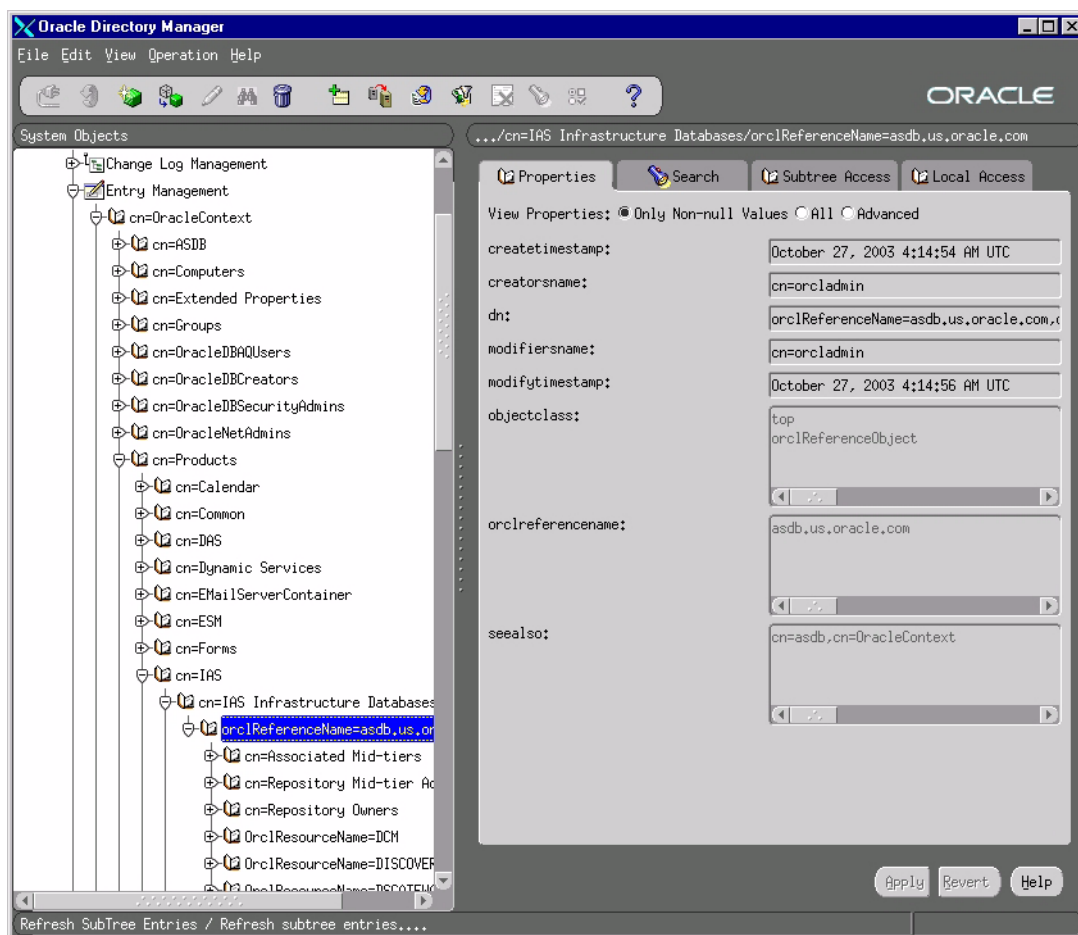 Oracle Directory Manager
File Edit View Operation Help
ORACLE
System Objects
.../cn=IAS Infrastructure Databases/orclReferenceName=asdb.us.oracle.com
Change Log Management
Entry Management
cn=OracleContext
cn=ASDB
cn=Computers
cn=Extended Properties
cn=Groups
cn=OracleDBAQUsers
cn=OracleDBCreators
cn=OracleDBSecurityAdmins
cn=OracleNetAdmins
cn=Products
cn=Calendar
cn=Common
cn=DAS
cn=Dynamic Services
cn=EMailServerContainer
cn=ESM
cn=Forms
cn=IAS
cn=IAS Infrastructure Databases
orclReferenceName=asdb.us.or
cn=Associated Mid-tiers
cn=Repository Mid-tier Ac
cn=Repository Owners
OrclResourceName=DCM
OrclResourceName=DISCOVER
Properties Search Subtree Access Local Access
View Properties: Only Non-null Values All Advanced
createtimestamp: October 27, 2003 4:14:54 AM UTC
creatorsname: cn=orcladmin
dn: orclReferenceName=asdb.us.oracle.com,c
modifiersname: cn=orcladmin
modifytimestamp: October 27, 2003 4:14:56 AM UTC
objectclass: top
orclReferenceObject
orclreferencename: asdb.us.oracle.com
seealso: cn=asdb,cn=OracleContext
Apply Revert Help
Refresh SubTree Entries / Refresh subtree entries....